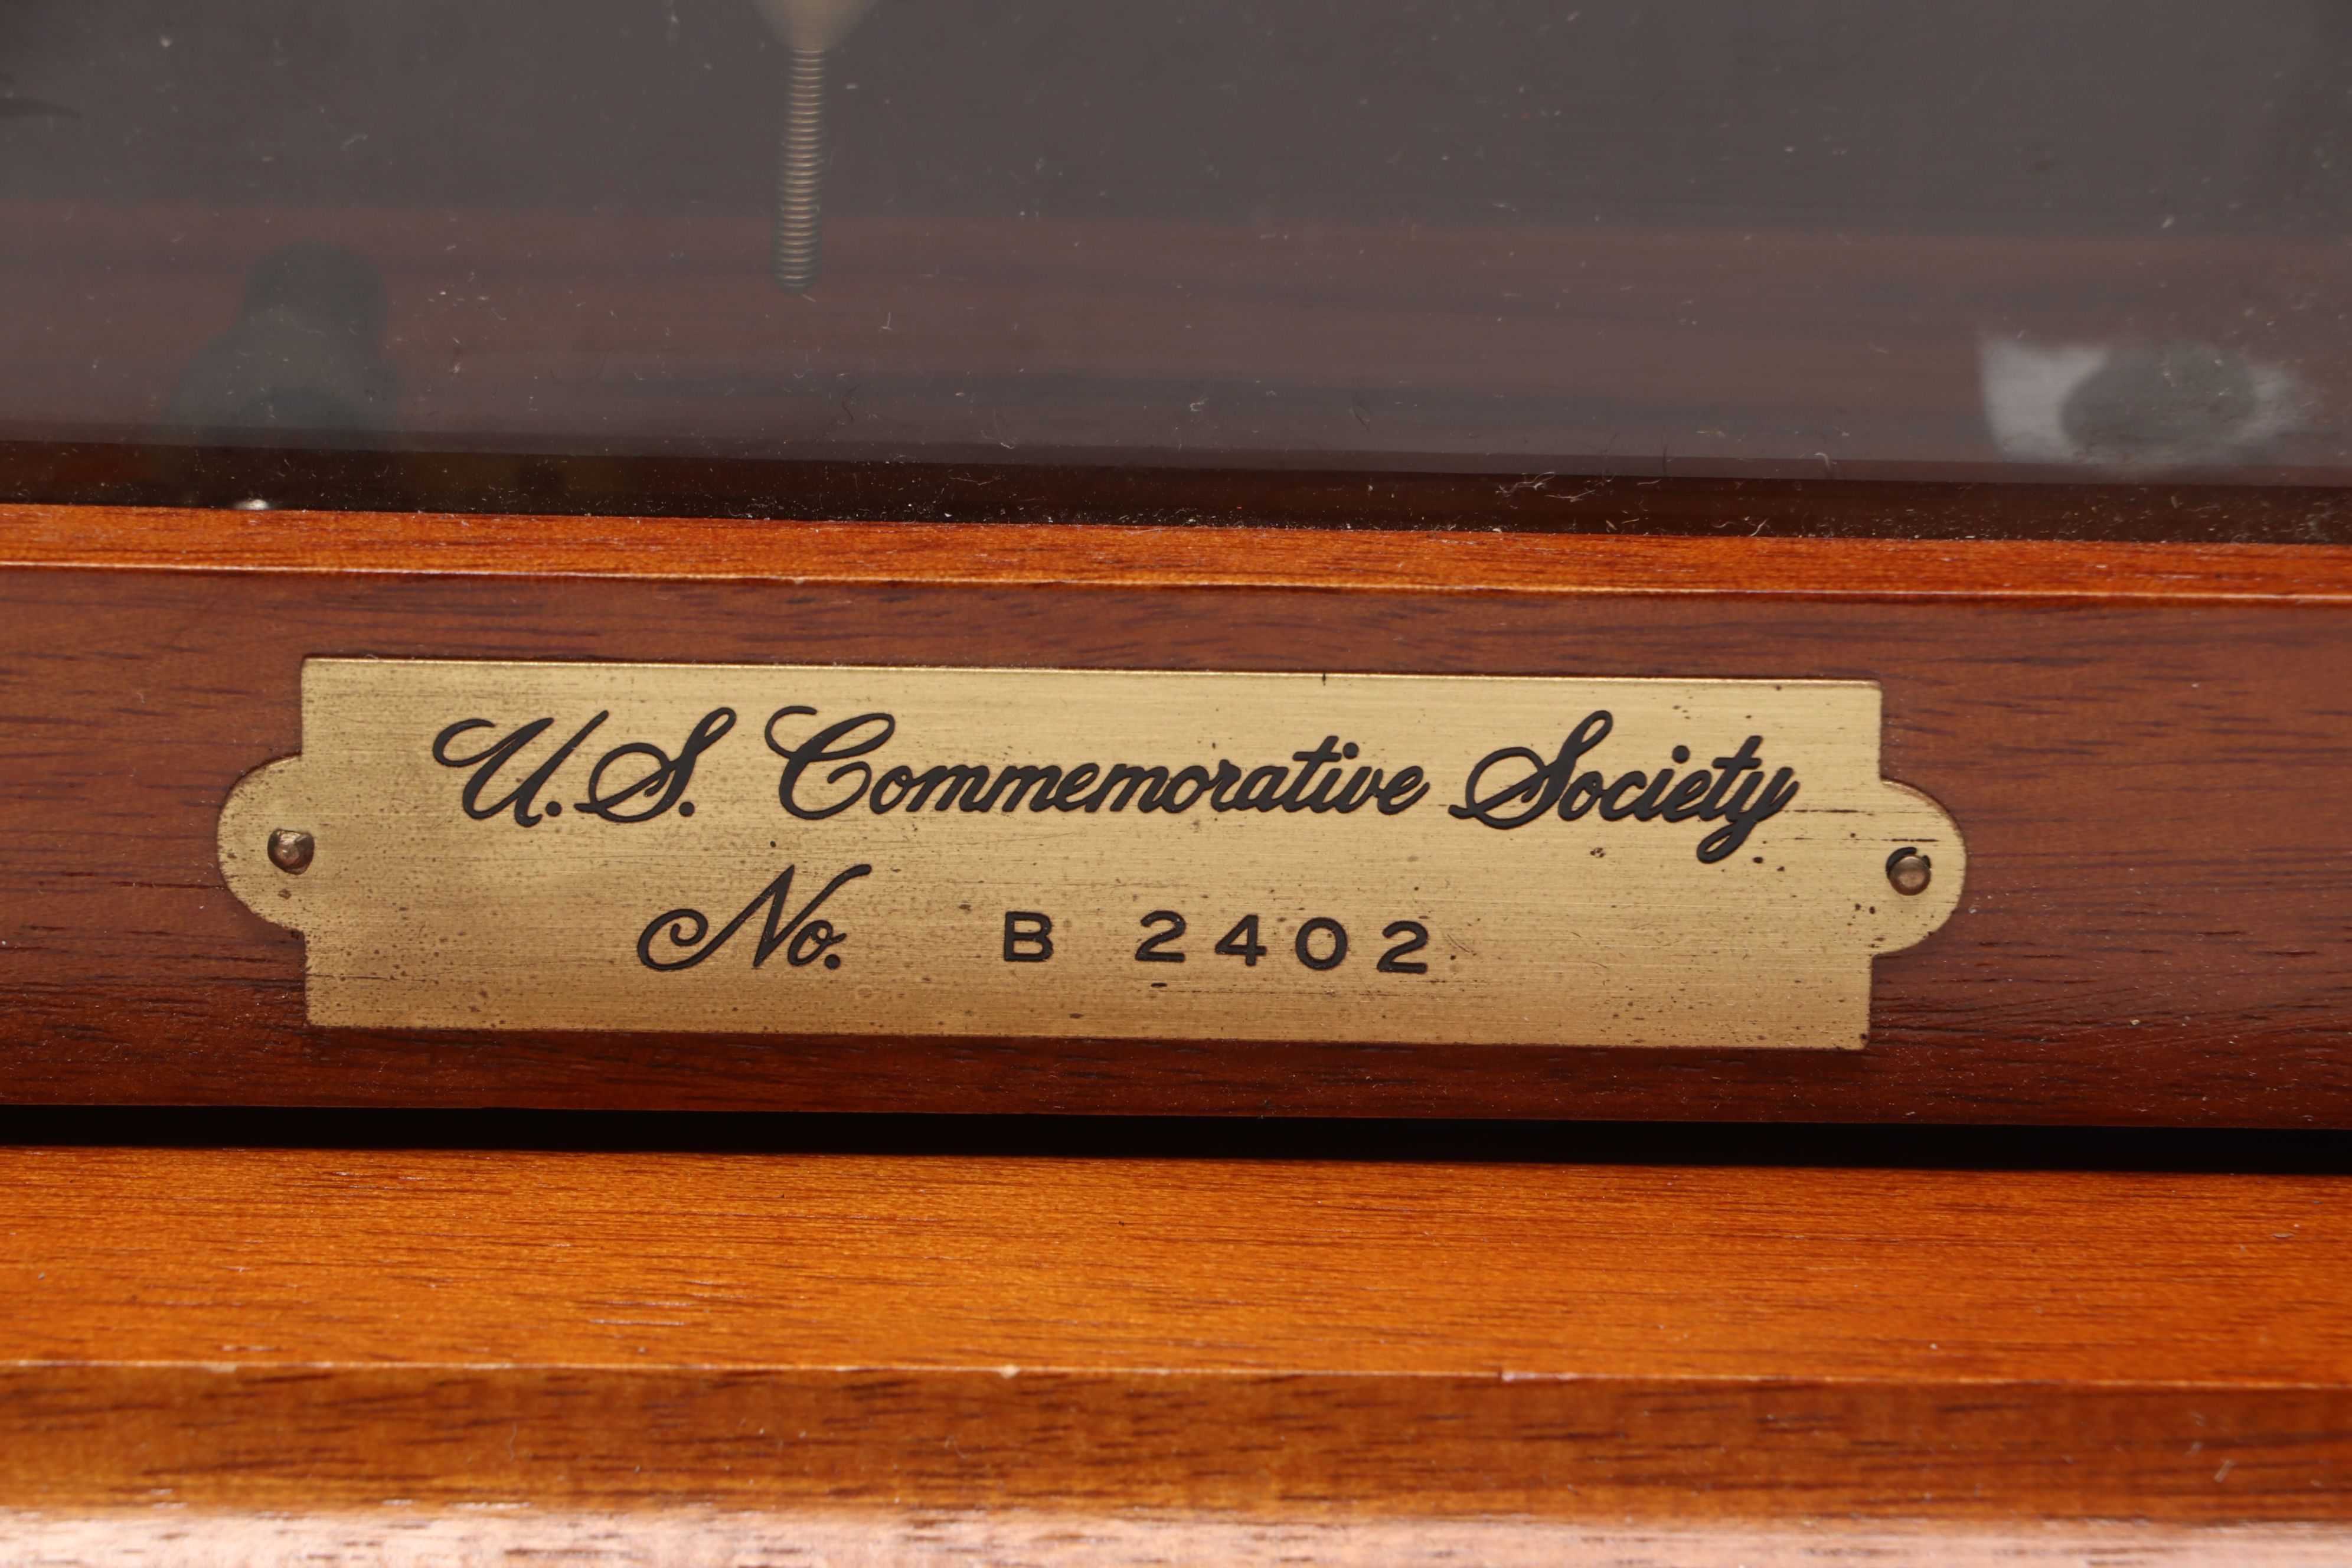 U.S. Commemorative Society
No. B 2402